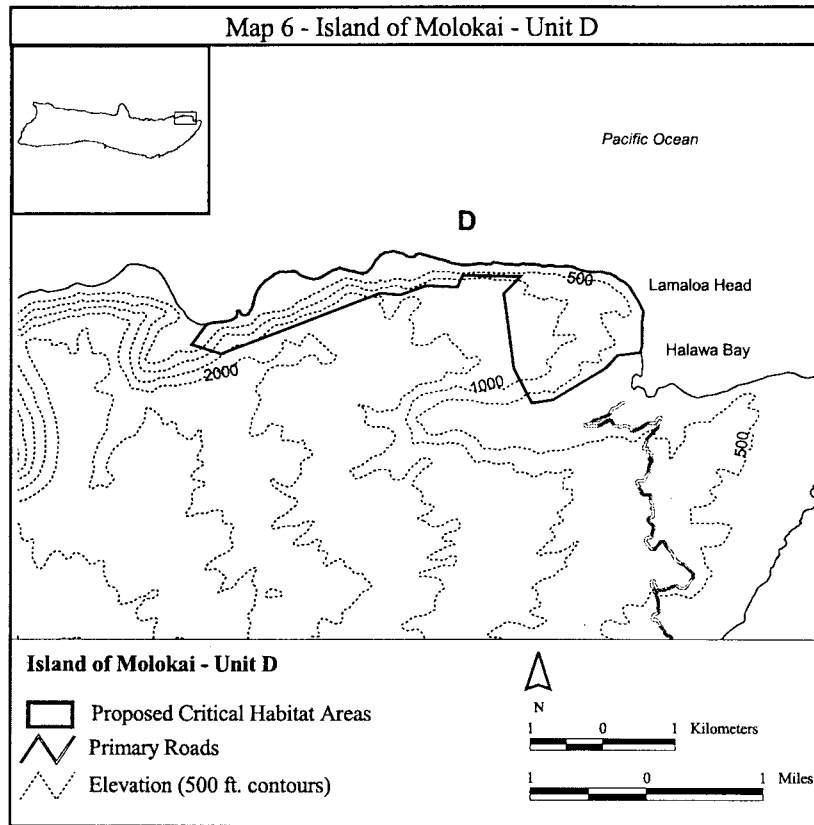 Map 6 - Island of Molokai - Unit D
Pacific Ocean
D
500
Lamaloa Head
Halawa Bay
2000
1000
500
Island of Molokai - Unit D
Proposed Critical Habitat Areas
Primary Roads
Elevation (500 ft. contours)
N
1 0 1 Kilometers
1 0 1 Miles